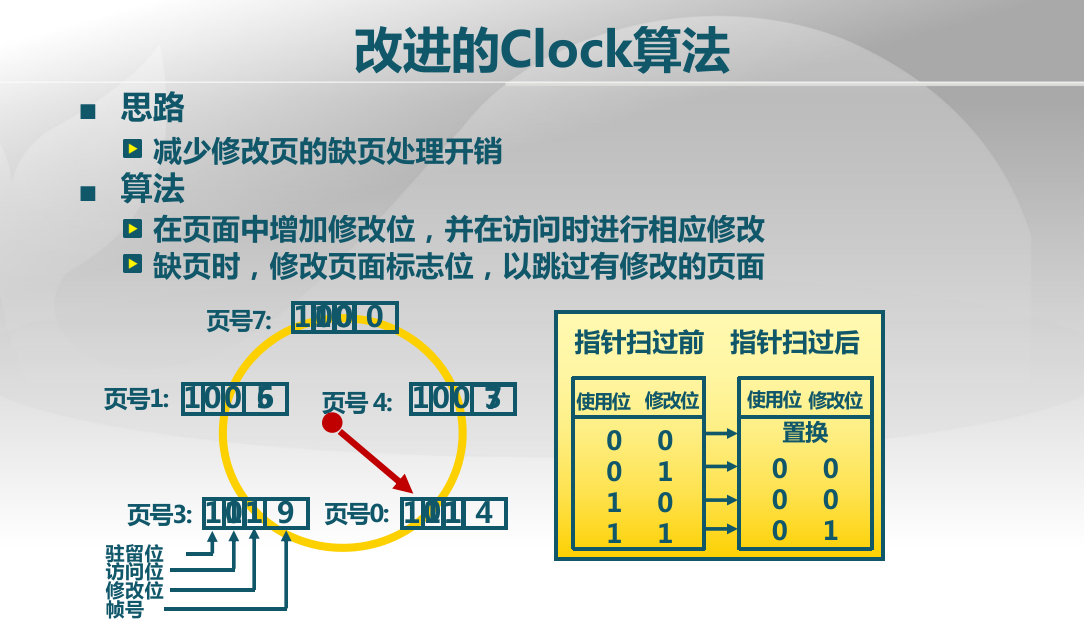 改进的Clock算法
思路
减少修改页的缺页处理开销
算法
在页面中增加修改位，并在访问时进行相应修改
缺页时，修改页面标志位，以跳过有修改的页面
页号7: 1 0 0
指针扫过前 指针扫过后
页号1: 1 0 0
页号 4: 1 0 0
使用位 修改位 使用位 修改位
0 0 置换
0 1 0 0
1 0 0 0
1 1 0 1
页号3: 1 1 9
页号0: 1 1 4
驻留位
访问位
修改位
帧号